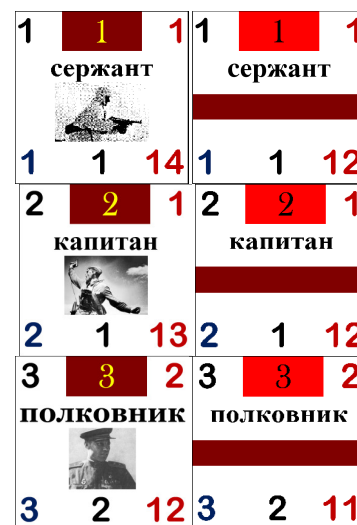 1 1 1 1 1 1
сержант сержант
1 1 14 1 1 12
2 2 1 2 2 1
капитан капитан
2 1 13 2 1 12
3 3 2 3 3 2
полковник полковник
3 2 12 3 2 11